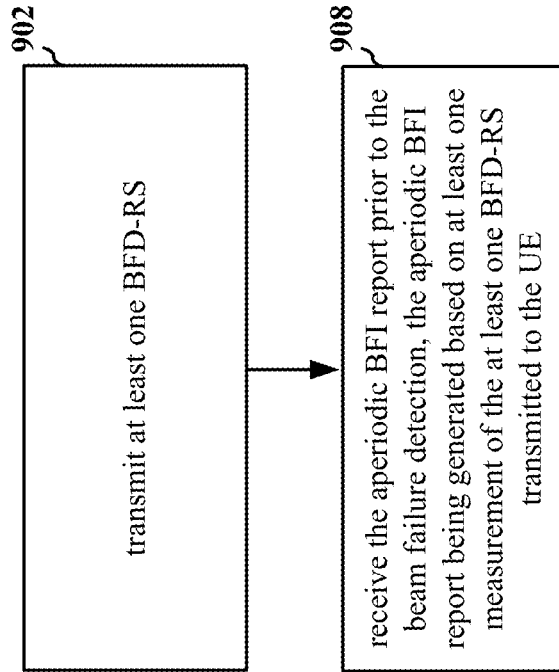 902
transmit at least one BFD-RS
908
receive the aperiodic BFI report prior to the
beam failure detection, the aperiodic BFI
report being generated based on at least one
measurement of the at least one BFD-RS
transmitted to the UE